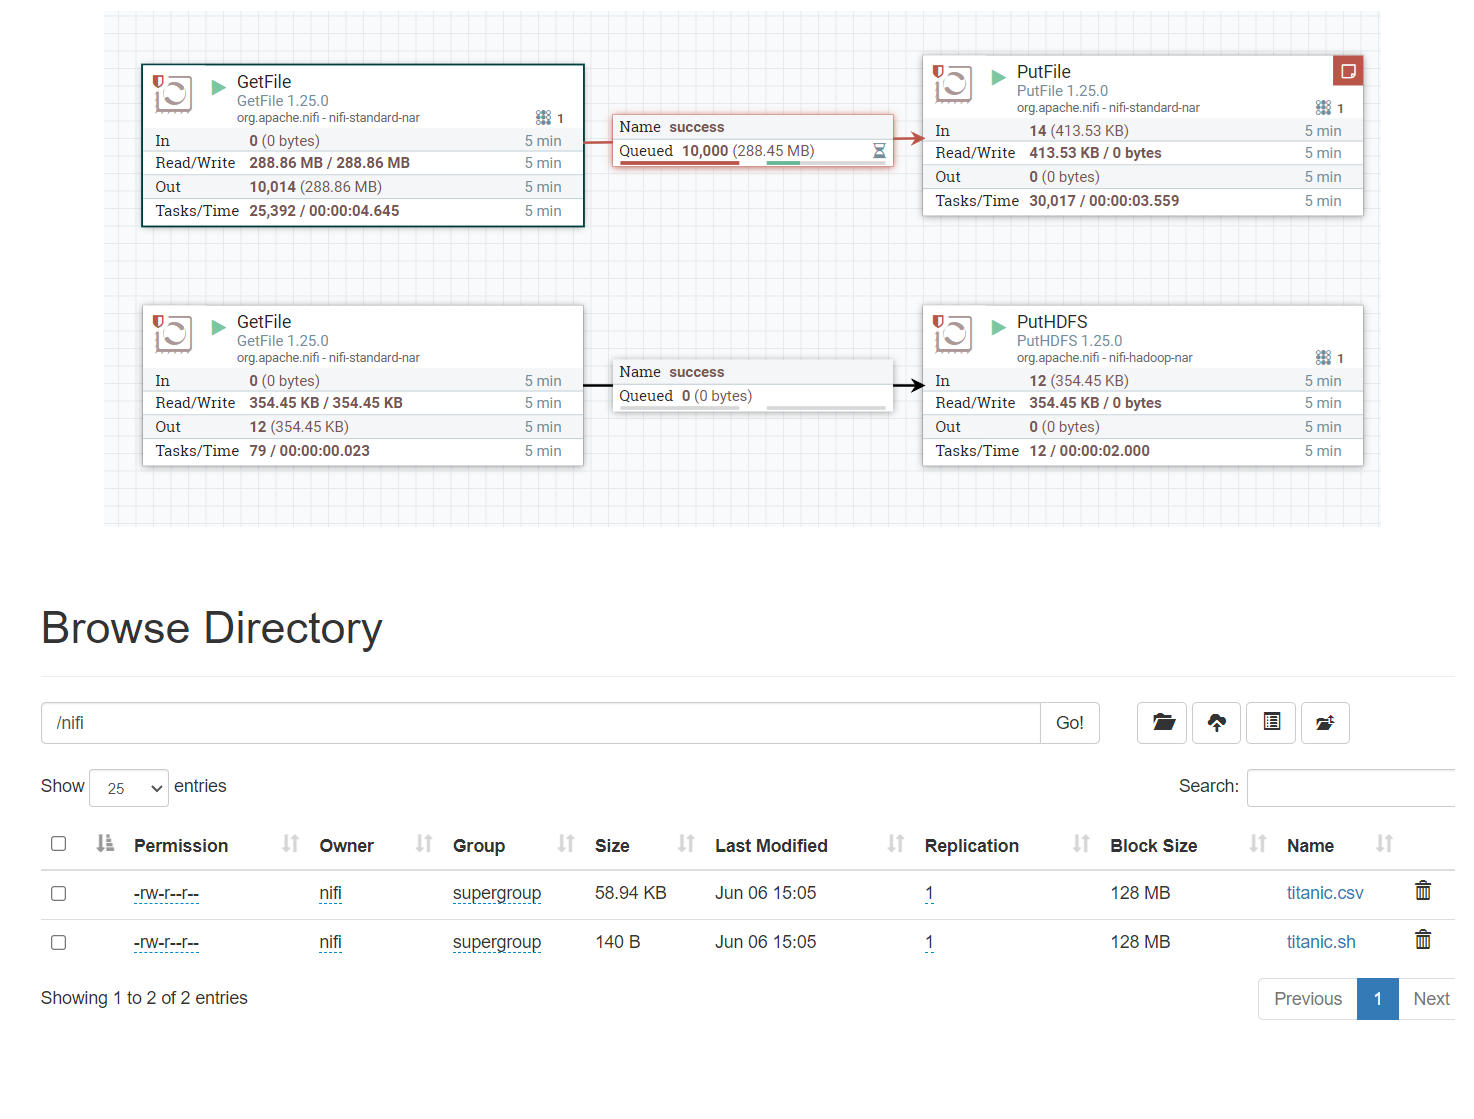 GetFile
GetFile 1.25.0
org.apache.nifi - nifi-standard-nar
1
In 0 (0 bytes) 5 min
Read/Write 288.86 MB / 288.86 MB 5 min
Out 10,014 (288.86 MB) 5 min
Tasks/Time 25,392 / 00:00:04.645 5 min
Name success
Queued 10,000 (288.45 MB)
PutFile
PutFile 1.25.0
org.apache.nifi - nifi-standard-nar
1
In 14 (413.53 KB) 5 min
Read/Write 413.53 KB / 0 bytes 5 min
Out 0 (0 bytes) 5 min
Tasks/Time 30,017 / 00:00:03.559 5 min
GetFile
GetFile 1.25.0
org.apache.nifi - nifi-standard-nar
In 0 (0 bytes) 5 min
Read/Write 354.45 KB / 354.45 KB 5 min
Out 12 (354.45 KB) 5 min
Tasks/Time 79 / 00:00:00.023 5 min
Name success
Queued 0 (0 bytes)
PutHDFS
PutHDFS 1.25.0
org.apache.nifi - nifi-hadoop-nar
1
In 12 (354.45 KB) 5 min
Read/Write 354.45 KB / 0 bytes 5 min
Out 0 (0 bytes) 5 min
Tasks/Time 12 / 00:00:02.000 5 min
Browse Directory
/nifi Go!
Show 25 entries Search:
Permission Owner Group Size Last Modified Replication Block Size Name
-rw-r--r-- nifi supergroup 58.94 KB Jun 06 15:05 1 128 MB titanic.csv
-rw-r--r-- nifi supergroup 140 B Jun 06 15:05 1 128 MB titanic.sh
Showing 1 to 2 of 2 entries Previous 1 Next